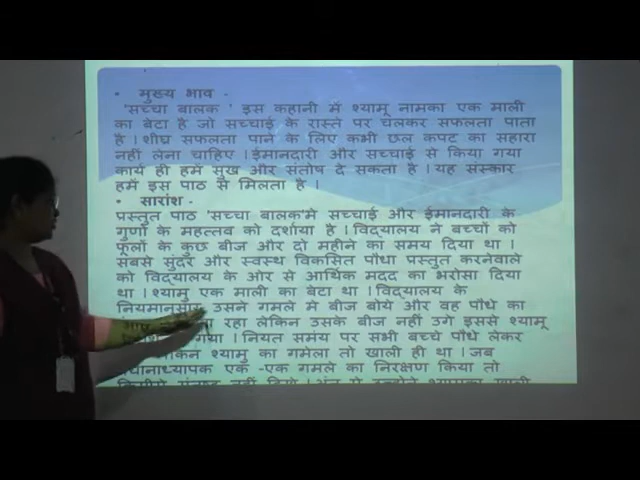 • मुख्य भाव -
'सच्चा बालक ' इस कहानी में श्यामू नामका एक माली
का बेटा है जो सच्चाई के रास्ते पर चलकर सफलता पाता
है । शीघ्र सफलता पाने के लिए कभी छल कपट का सहारा
नहीं लेना चाहिए । ईमानदारी और सच्चाई से किया गया
कार्य ही हमें सुख और संतोष दे सकता है । यह संस्कार
हमें इस पाठ से मिलता है ।
• सारांश -
प्रस्तुत पाठ 'सच्चा बालक'मे सच्चाई और ईमानदारी के
गुणों के महत्तव को दर्शाया है । विद्यालय ने बच्चों को
फूलों के कुछ बीज और दो महीने का समय दिया था ।
सबसे सुंदर और स्वस्थ विकसित पौधा प्रस्तुत करनेवाले
को विद्यालय के ओर से आर्थिक मदद का भरोसा दिया
था । श्यामु एक माली का बेटा था । विद्यालय के
नियमानुसार उसने गमले मे बीज बोये और वह पौधे का
रहा लेकिन उसके बीज नहीं उगे इससे श्यामू
गया । नियत समय पर सभी बच्चे पौधे लेकर
लेकिन श्यामु का गमला तो खाली ही था । जब
प्रधानाध्यापक एक -एक गमले का निरक्षण किया तो